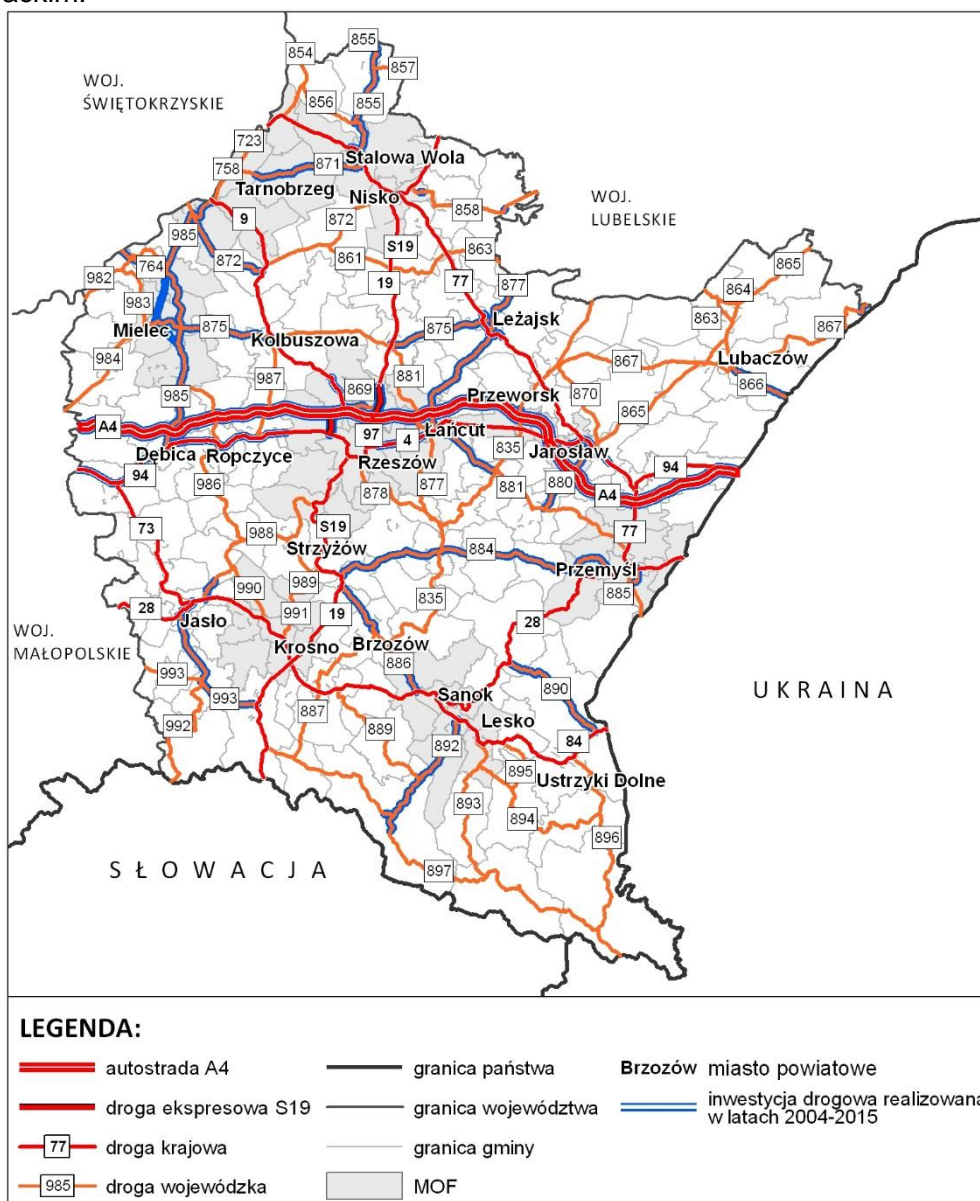 ackim.
855
854
857
WOJ.
ŚWIĘTOKRZYSKIE
856
855
723
871
Stalowa Wola
758
Tarnobrzeg
WOJ.
LUBELSKIE
Nisko
9
872
858
985
S19
872
861
863
865
764
982
19
77
877
864
983
863
Mielec
875
875
Leżajsk
867
Kolbuszowa
867
Lubaczów
984
987
881
870
866
985
869
Przeworsk
865
A4
97
4
Łańcut
835
Jarosław
Dębica
Ropczyce
Rzeszów
94
94
986
878
877
881
880
A4
73
988
S19
77
Strzyżów
884
Przemyśl
990
989
835
885
28
991
19
28
Jasło
WOJ.
MAŁOPOLSKIE
Krosno
Brzozów
993
886
993
Sanok
890
UKRAINA
992
887
Lesko
889
892
84
895
Ustrzyki Dolne
893
894
896
SŁOWACJA
897
LEGENDA:
autostrada A4
droga ekspresowa S19
77 droga krajowa
985 droga wojewódzka
granica państwa
granica województwa
granica gminy
MOF
Brzozów miasto powiatowe
inwestycja drogowa realizowana
w latach 2004-2015